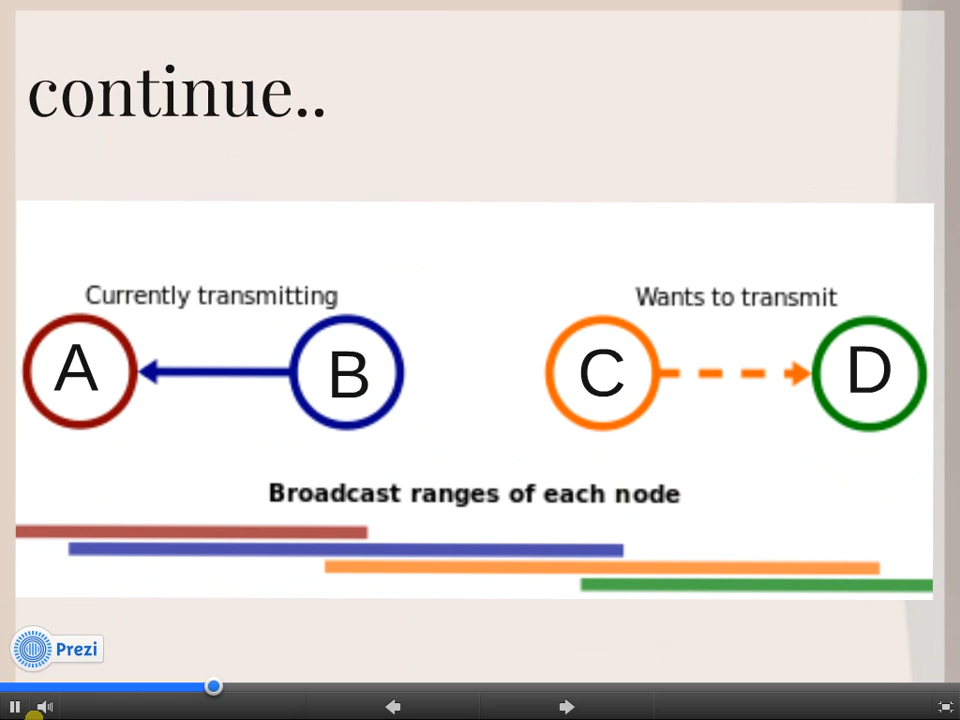 continue..
Currently transmitting
Wants to transmit
A
B
C
D
Broadcast ranges of each node
Prezi